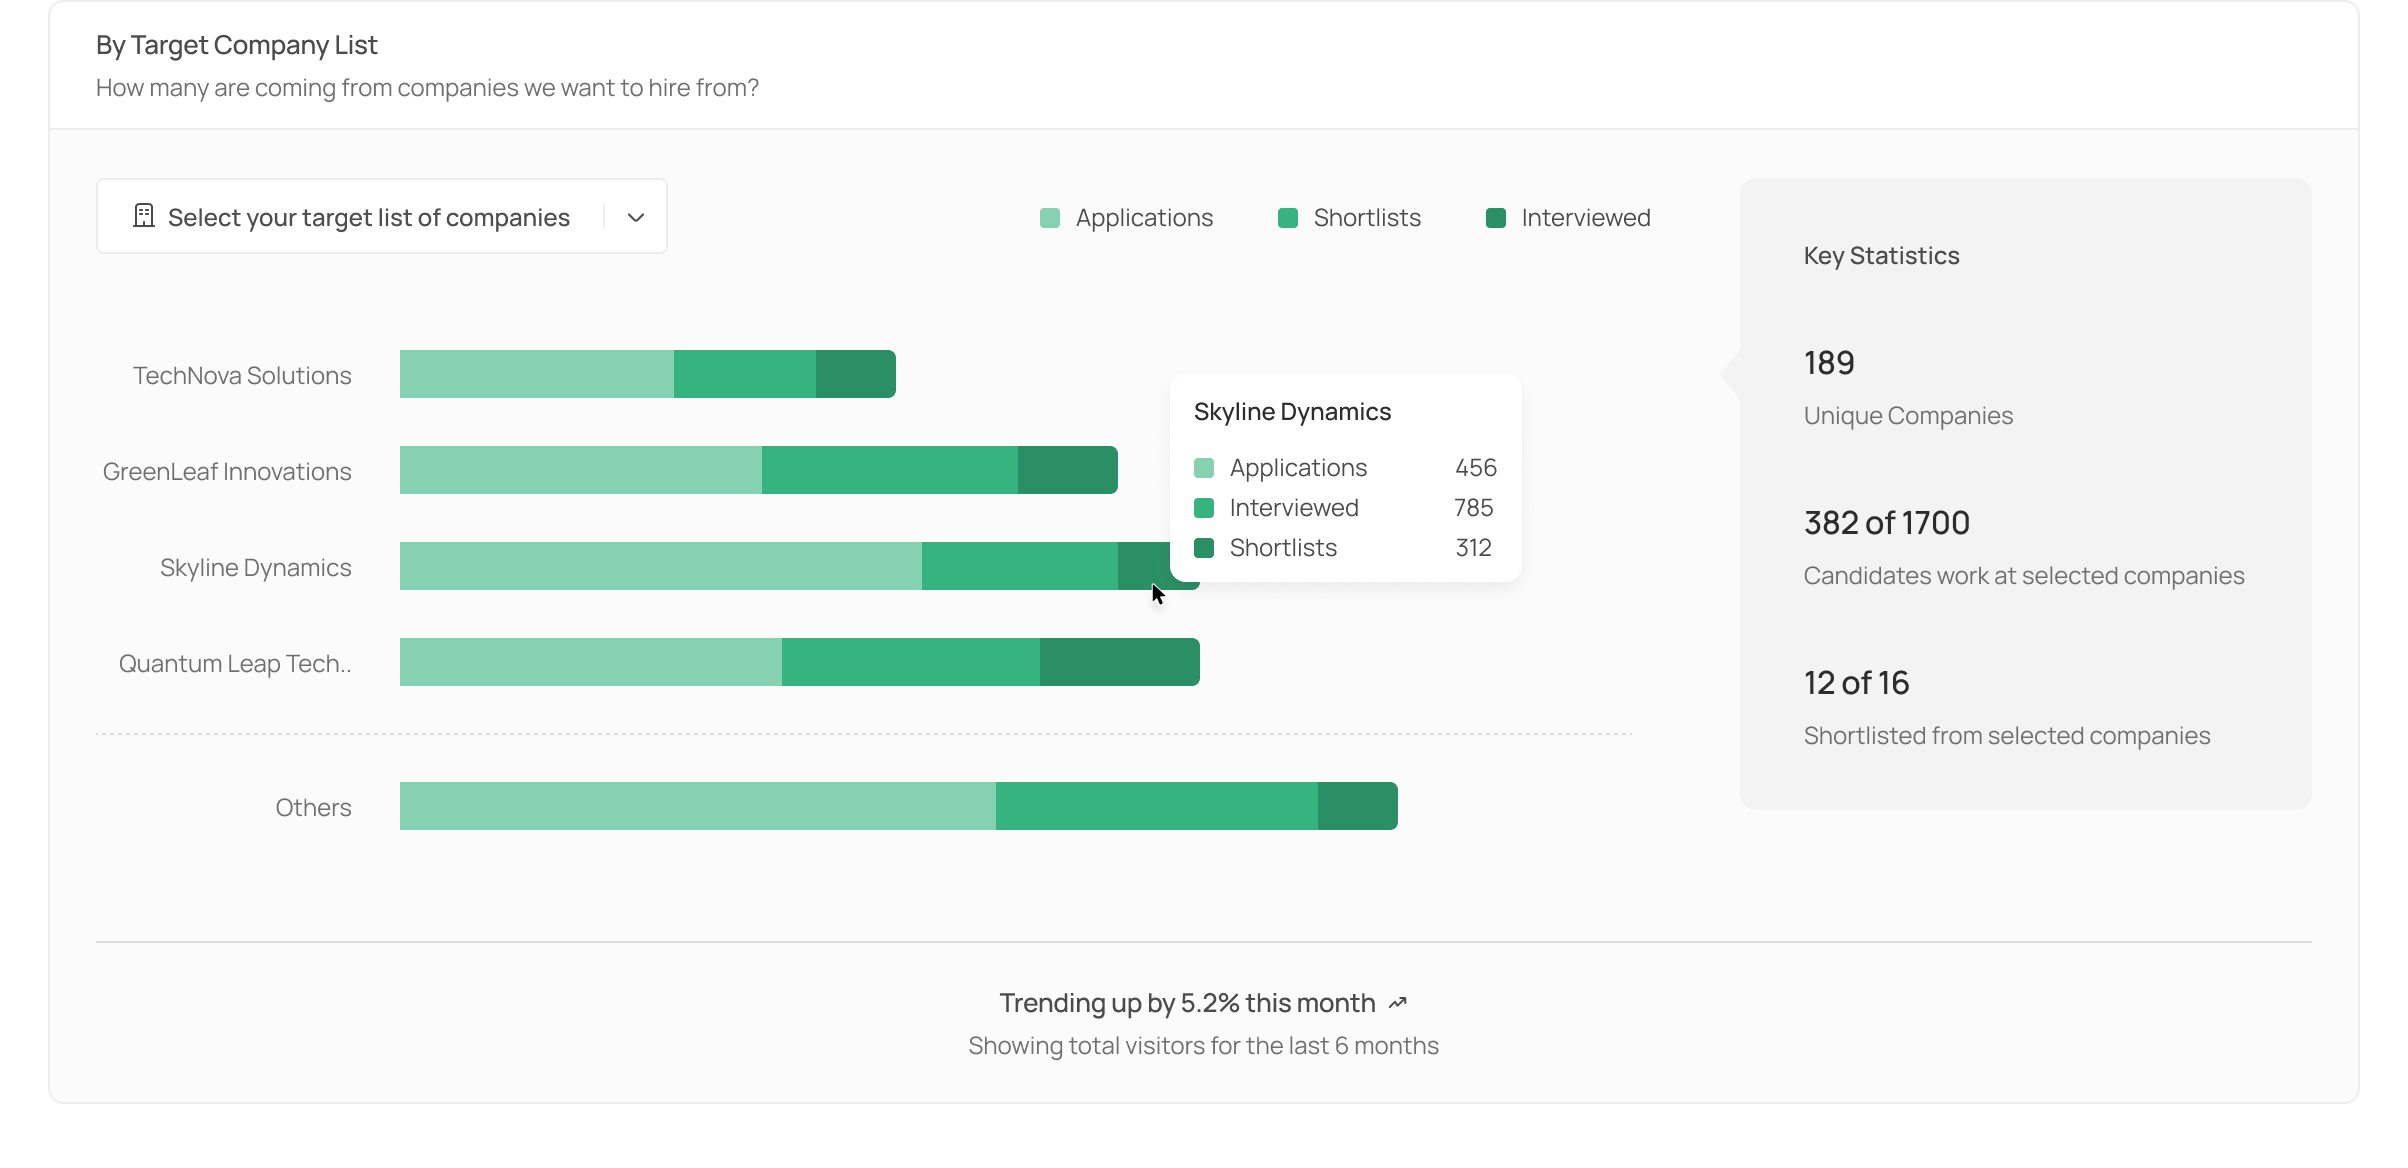 By Target Company List
How many are coming from companies we want to hire from?
Select your target list of companies
Applications
Shortlists
Interviewed
TechNova Solutions
GreenLeaf Innovations
Skyline Dynamics
Quantum Leap Tech..
Others
Skyline Dynamics
Applications 456
Interviewed 785
Shortlists 312
Key Statistics
189
Unique Companies
382 of 1700
Candidates work at selected companies
12 of 16
Shortlisted from selected companies
Trending up by 5.2% this month
Showing total visitors for the last 6 months